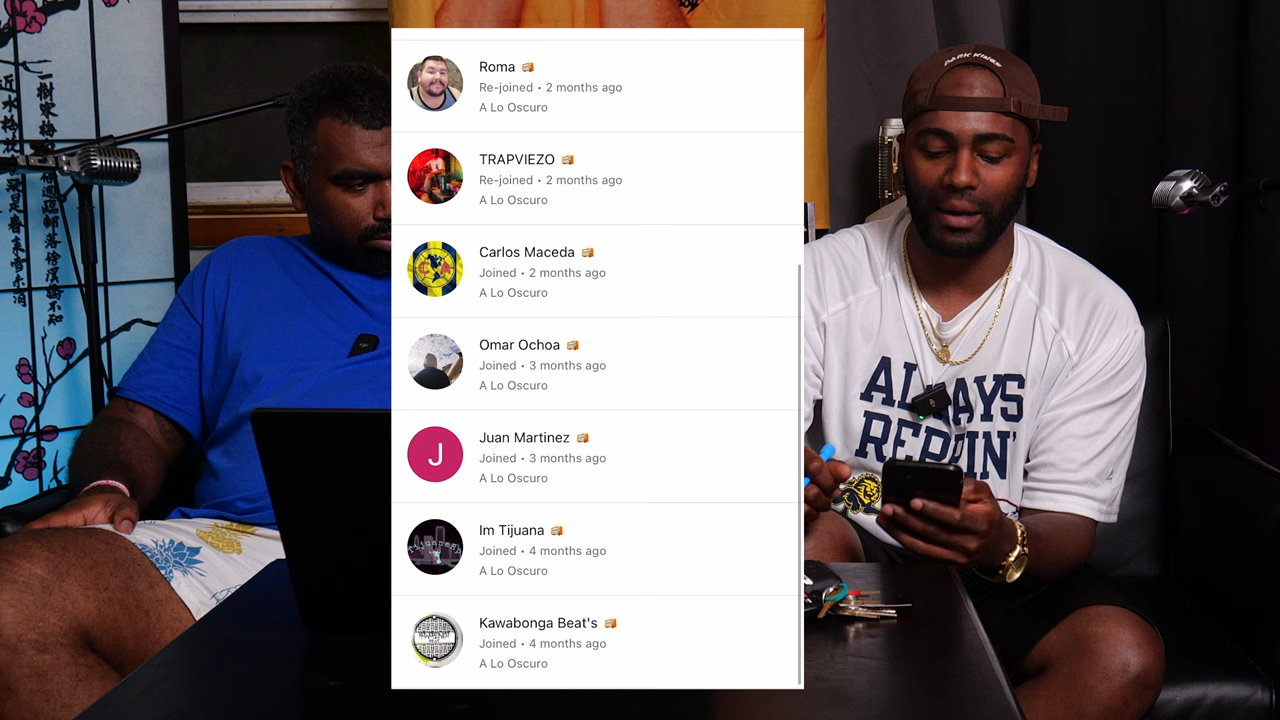 Roma
Re-joined • 2 months ago
A Lo Oscuro
TRAPVIEZO
Re-joined • 2 months ago
A Lo Oscuro
Carlos Maceda
Joined • 2 months ago
A Lo Oscuro
Omar Ochoa
Joined • 3 months ago
A Lo Oscuro
J
Juan Martinez
Joined • 3 months ago
A Lo Oscuro
Im Tijuana
Joined • 4 months ago
A Lo Oscuro
Kawabonga Beat's
Joined • 4 months ago
A Lo Oscuro
DARK KINGS
ALWAYS
REPPIN'